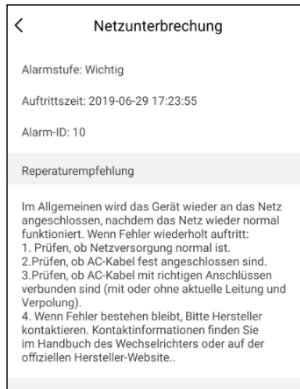 Netzunterbrechung
Alarmstufe: Wichtig
Auftrittszeit: 2019-06-29 17:23:55
Alarm-ID: 10
Reperaturempfehlung
Im Allgemeinen wird das Gerät wieder an das Netz
angeschlossen, nachdem das Netz wieder normal
funktioniert. Wenn Fehler wiederholt auftritt:
1. Prüfen, ob Netzversorgung normal ist.
2.Prüfen, ob AC-Kabel fest angeschlossen sind.
3.Prüfen, ob AC-Kabel mit richtigen Anschlüssen
verbunden sind (mit oder ohne aktuelle Leitung und
Verpolung).
4. Wenn Fehler bestehen bleibt, Bitte Hersteller
kontaktieren. Kontaktinformationen finden Sie
im Handbuch des Wechselrichters oder auf der
offiziellen Hersteller-Website..